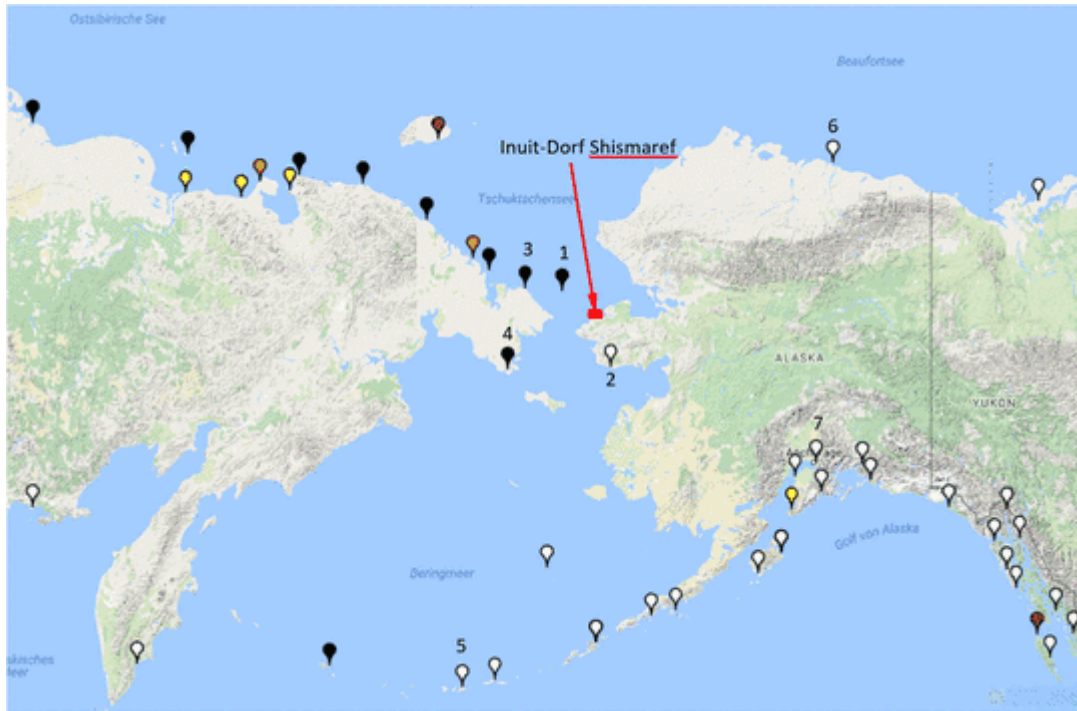 Ostsibirische See
Beaufortsee
6
Inuit-Dorf Shismaref
Tschuktschensee
3
1
4
2
ALASKA
YUKON
7
Golf von Alaska
Beringmeer
5